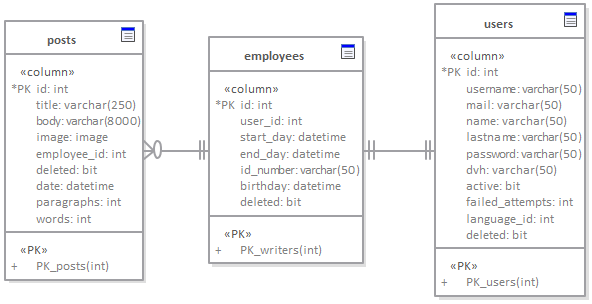 posts
«column»
*PK id: int
title: varchar(250)
body: varchar(8000)
image: image
employee_id: int
deleted: bit
date: datetime
paragraphs: int
words: int
«PK»
+ PK_posts(int)
employees
«column»
*PK id: int
user_id: int
start_day: datetime
end_day: datetime
id_number: varchar(50)
birthday: datetime
deleted: bit
«PK»
+ PK_writers(int)
users
«column»
*PK id: int
username: varchar(50)
mail: varchar(50)
name: varchar(50)
lastname: varchar(50)
password: varchar(50)
dvh: varchar(50)
active: bit
failed_attempts: int
language_id: int
deleted: bit
«PK»
+ PK_users(int)